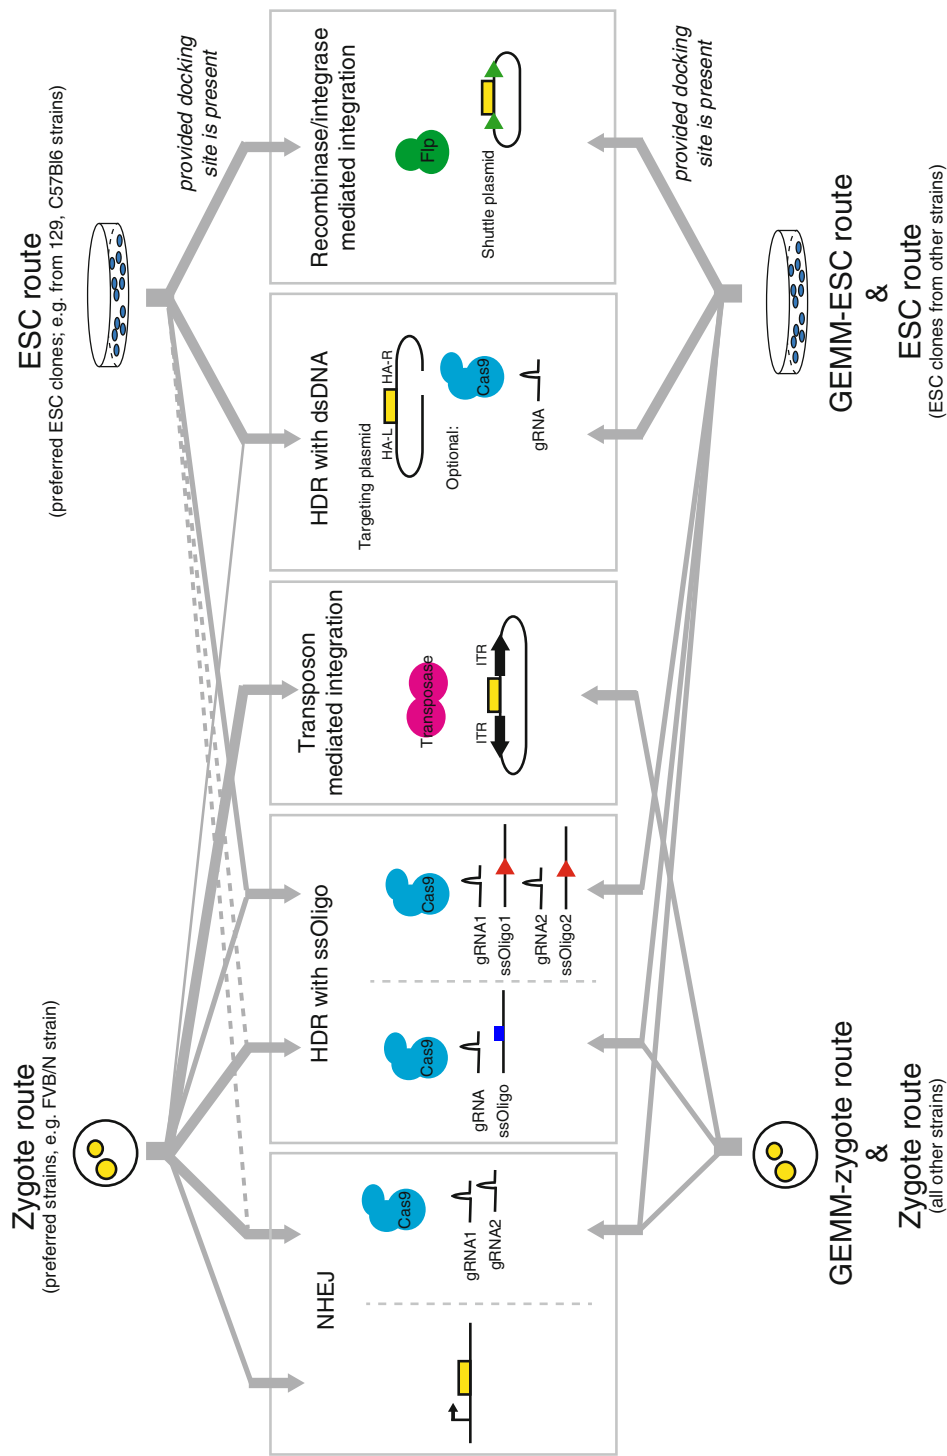 Zygote route
(preferred strains, e.g. FVB/N strain)
ESC route
(preferred ESC clones; e.g. from 129, C57Bl6 strains)
provided docking
site is present
NHEJ
Cas9
gRNA1
gRNA2
HDR with ssOligo
Cas9
gRNA
ssOligo
Cas9
gRNA1
ssOligo1
gRNA2
ssOligo2
Transposon
mediated integration
Transposase
ITR
ITR
HDR with dsDNA
Targeting plasmid
HA-L
HA-R
Optional:
Cas9
gRNA
Recombinase/integrase
mediated integration
Flp
Shuttle plasmid
provided docking
site is present
GEMM-zygote route
&
Zygote route
(all other strains)
GEMM-ESC route
&
ESC route
(ESC clones from other strains)